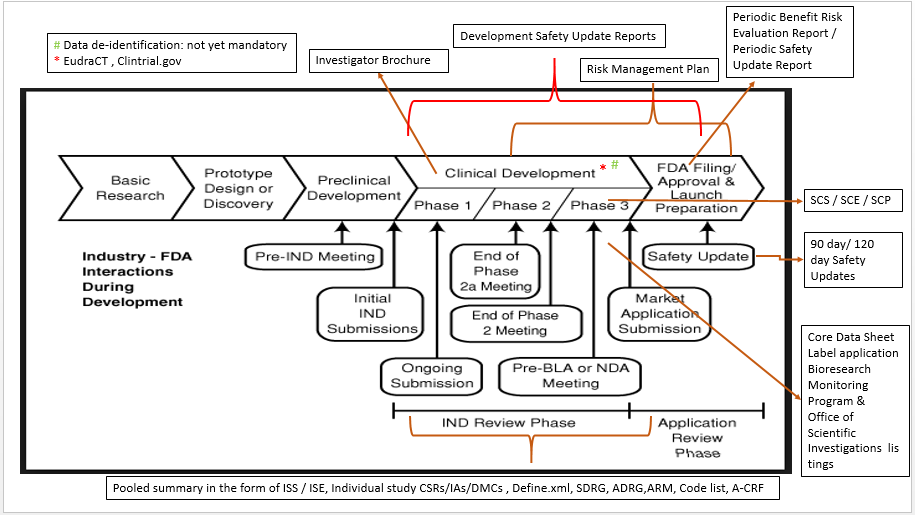 # Data de-identification: not yet mandatory
* EudraCT , Clintrial.gov
Investigator Brochure
Development Safety Update Reports
Risk Management Plan
Periodic Benefit Risk
Evaluation Report /
Periodic Safety
Update Report
Basic
Research
Prototype
Design or
Discovery
Preclinical
Development
Clinical Development * #
Phase 1
Phase 2
Phase 3
FDA Filing/
Approval &
Launch
Preparation
SCS / SCE / SCP
Industry - FDA
Interactions
During
Development
Pre-IND Meeting
Initial
IND
Submissions
Ongoing
Submission
End of
Phase
2a Meeting
End of Phase
2 Meeting
Pre-BLA or NDA
Meeting
Market
Application
Submission
Safety Update
90 day/ 120
day Safety
Updates
Core Data Sheet
Label application
Bioresearch
Monitoring
Program &
Office of
Scientific
Investigations lis
tings
IND Review Phase
Application
Review
Phase
Pooled summary in the form of ISS / ISE, Individual study CSRs/IAs/DMCs , Define.xml, SDRG, ADRG,ARM, Code list, A-CRF